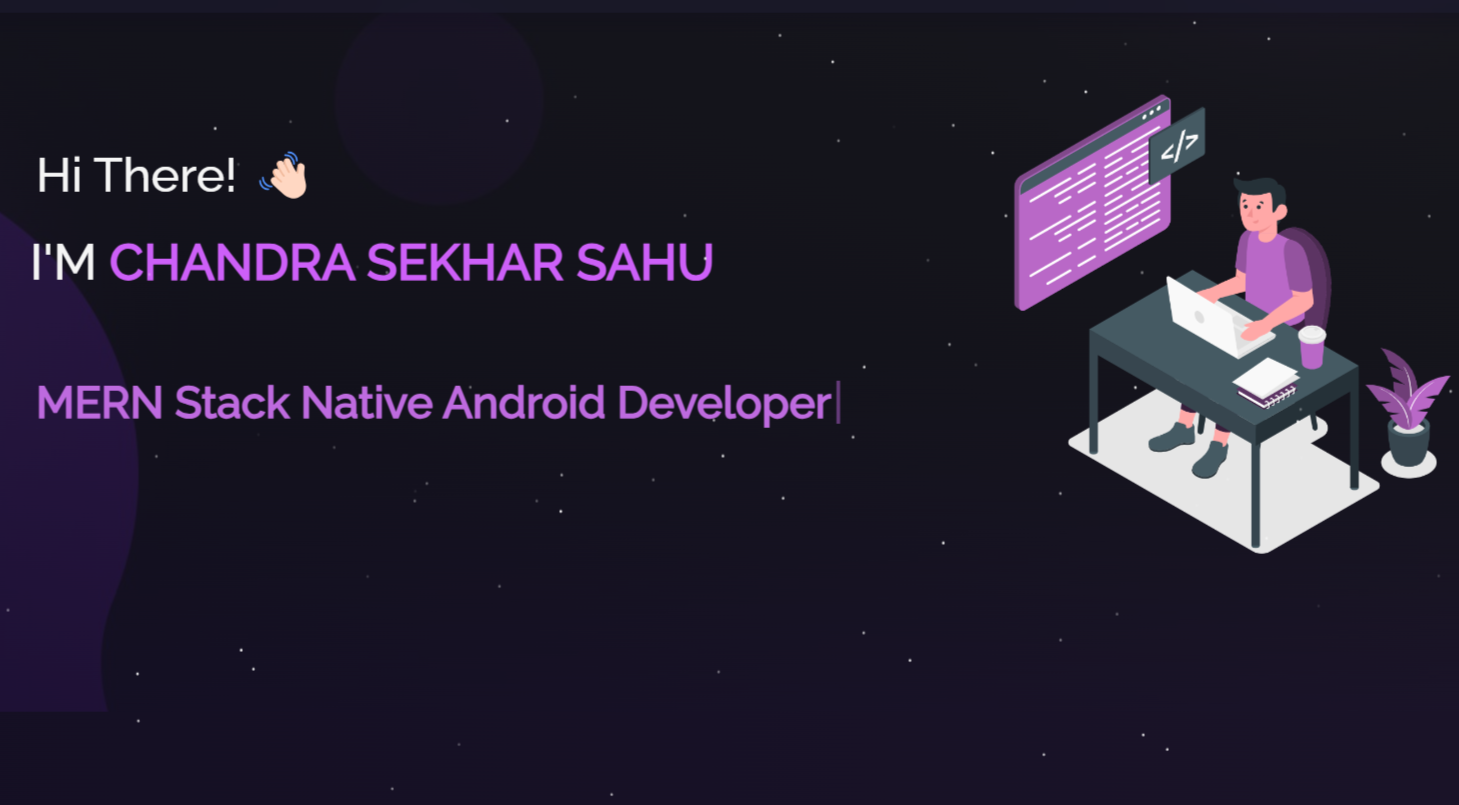 Hi There! 👋🏻
I'M CHANDRA SEKHAR SAHU
MERN Stack Native Android Developer|
</>